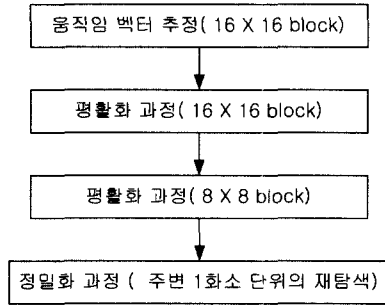 움직임 벡터 추정( 16 X 16 block)
평활화 과정( 16 X 16 block)
평활화 과정( 8 X 8 block)
정밀화 과정 ( 주변 1화소 단위의 재탐색)